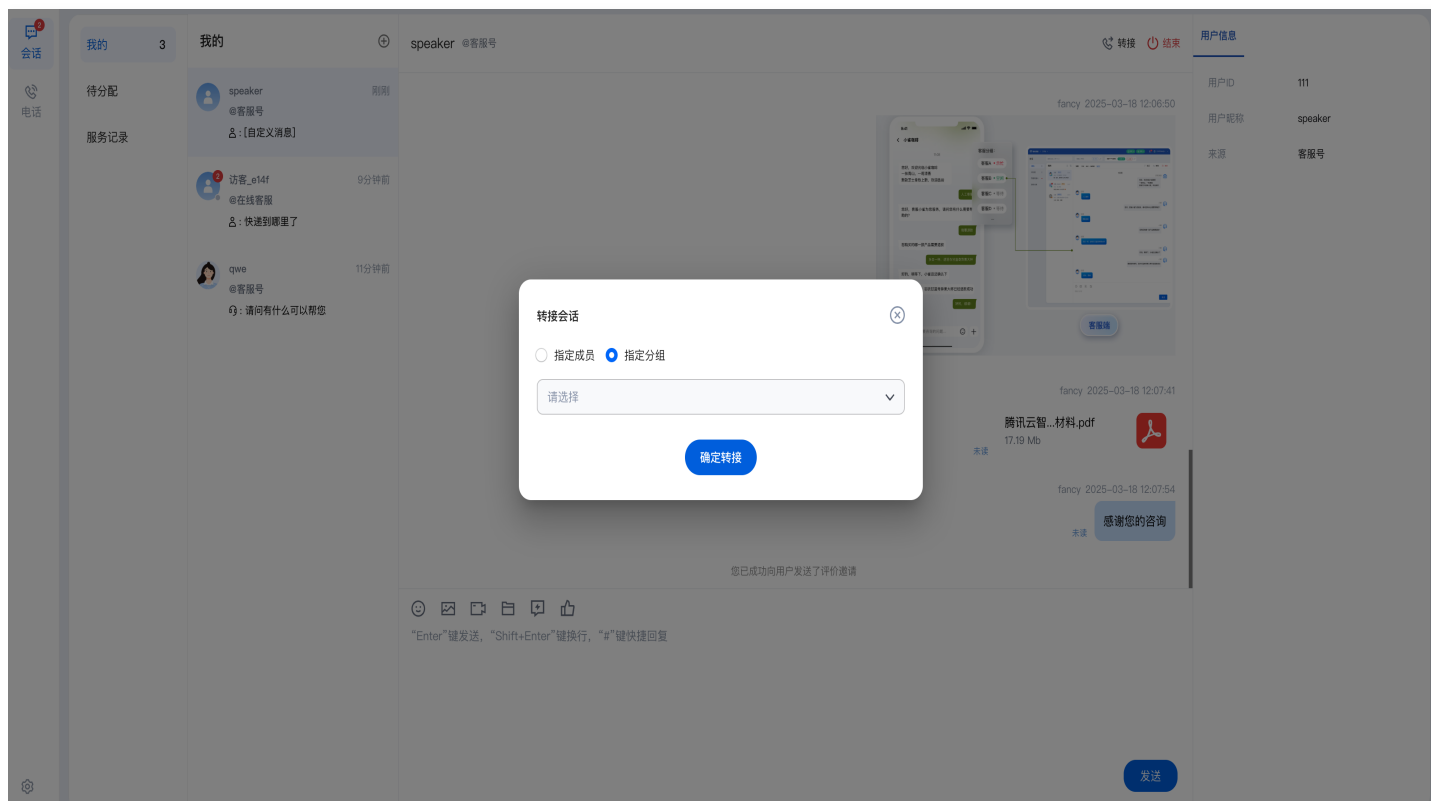 2
会话
电话
我的 3
待分配
服务记录
我的
speaker 刚刚
@客服号
: [自定义消息]
2
访客_e14f 9分钟前
@在线客服
: 快递到哪里了
qwe 11分钟前
@客服号
: 请问有什么可以帮您
speaker @客服号
转接 结束
fancy 2025-03-18 12:06:50
客服端
转接会话
指定成员 指定分组
请选择
确定转接
fancy 2025-03-18 12:07:41
腾讯云智...材料.pdf
17.19 Mb
未读
fancy 2025-03-18 12:07:54
感谢您的咨询
未读
您已成功向用户发送了评价邀请
“Enter”键发送，“Shift+Enter”键换行，“#”键快捷回复
发送
用户信息
用户ID 111
用户昵称 speaker
来源 客服号